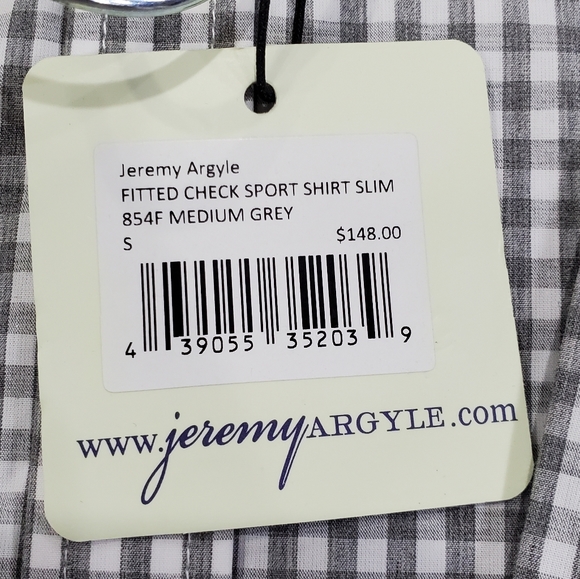 Jeremy Argyle
FITTED CHECK SPORT SHIRT SLIM
854F MEDIUM GREY
S $148.00
4 39055 35203 9
www.jeremyARGYLE.com